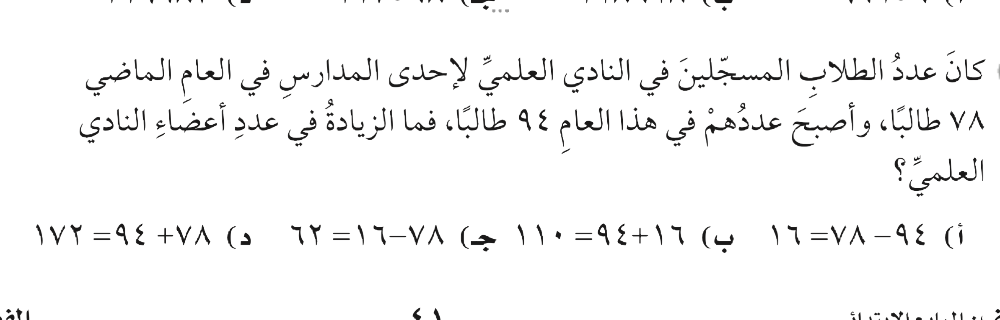 كانَ عددُ الطلابِ المسجّلينَ في النادي العلميِّ لإحدى المدارسِ في العامِ الماضي
٧٨ طالبًا، وأصبحَ عددُهمْ في هذا العامِ ٩٤ طالبًا، فما الزيادةُ في عددِ أعضَاءِ النادي
العلميِّ؟
أ) ٩٤ – ٧٨= ١٦ ب) ١٦+٩٤= ١١٠ جـ) ٧٨–١٦= ٦٢ د) ٧٨+ ٩٤= ١٧٢